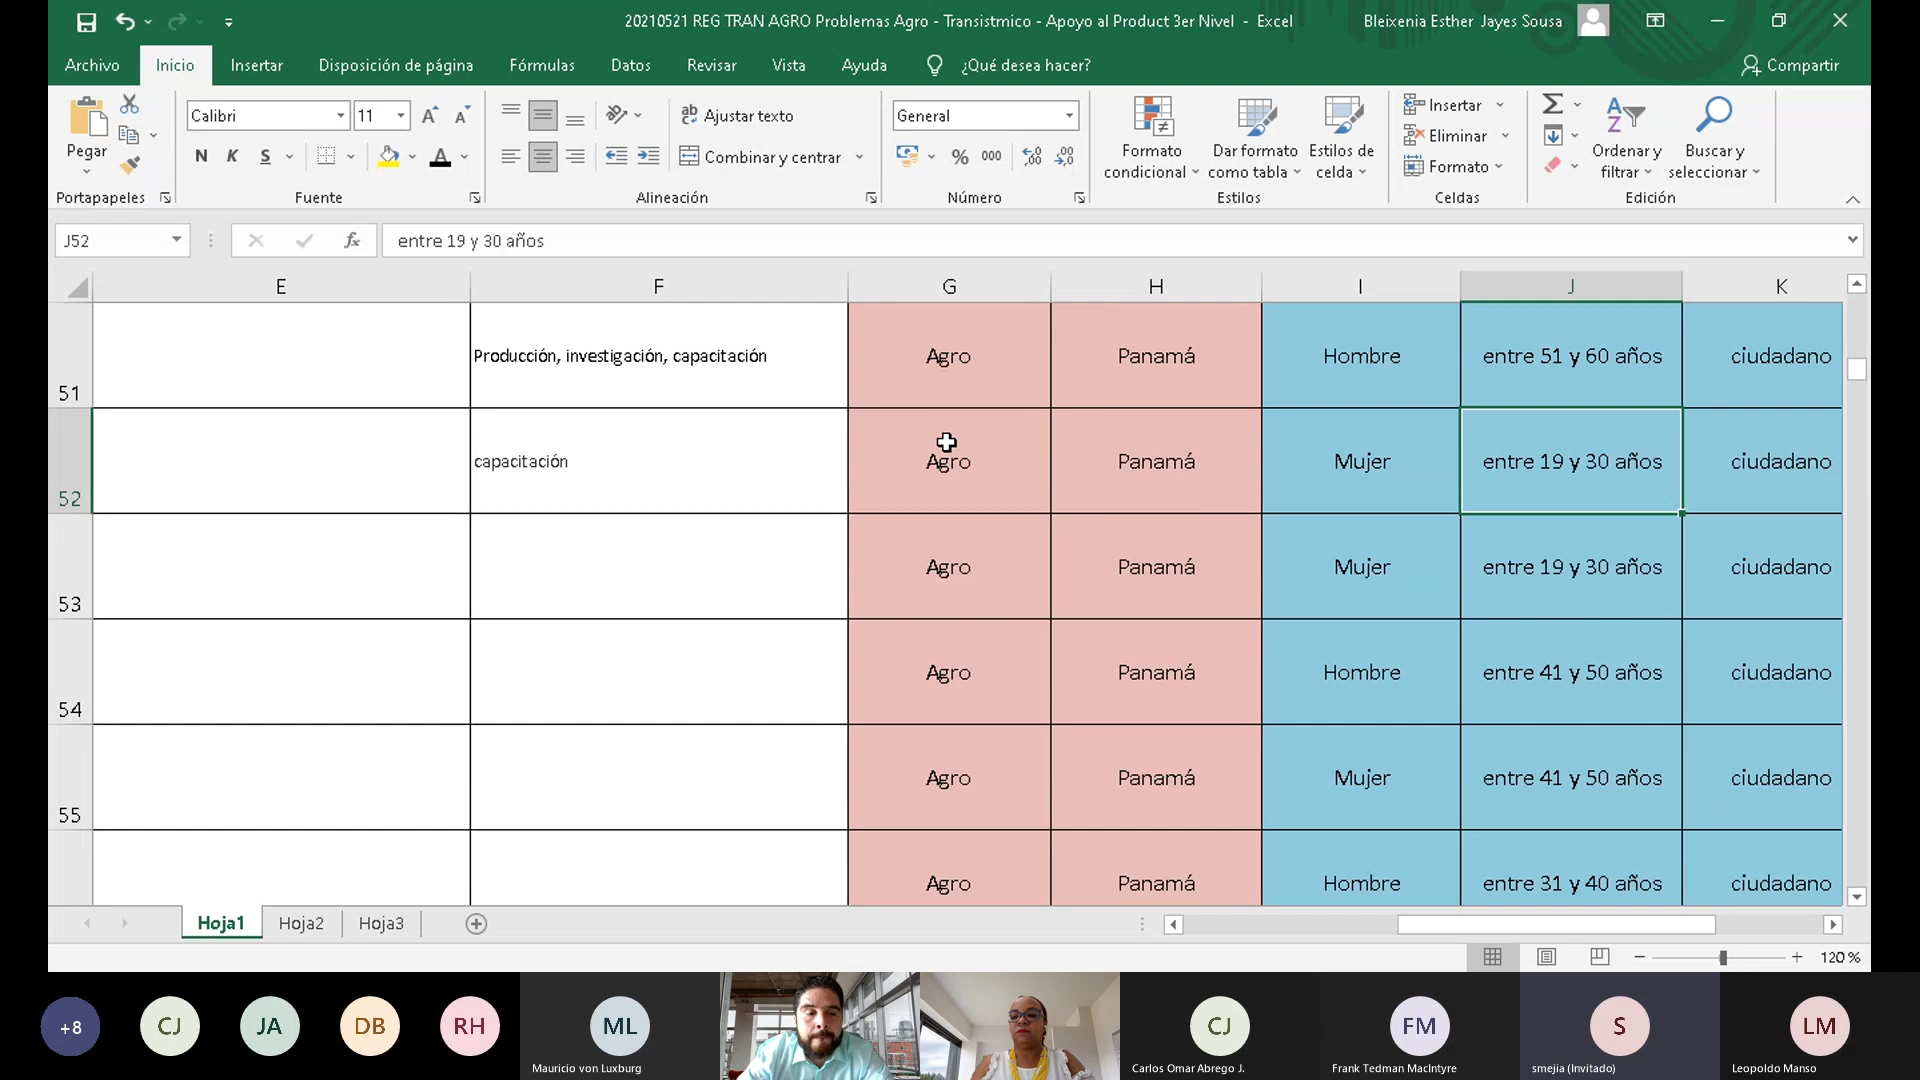 20210521 REG TRAN AGRO Problemas Agro - Transistmico - Apoyo al Product 3er Nivel - Excel
Bleixenia Esther Jayes Sousa
Archivo Inicio Insertar Disposición de página Fórmulas Datos Revisar Vista Ayuda ¿Qué desea hacer? Compartir
Calibri 11 Ajustar texto General Insertar
Pegar Formato condicional Dar formato como tabla Estilos de celda Eliminar Ordenar y filtrar Buscar y seleccionar
N K S A Combinar y centrar % 000 Formato
Portapapeles Fuente Alineación Número Estilos Celdas Edición
J52 fx entre 19 y 30 años
E F G H I J K
51 Producción, investigación, capacitación Agro Panamá Hombre entre 51 y 60 años ciudadano
52 capacitación Agro Panamá Mujer entre 19 y 30 años ciudadano
53 Agro Panamá Mujer entre 19 y 30 años ciudadano
54 Agro Panamá Hombre entre 41 y 50 años ciudadano
55 Agro Panamá Mujer entre 41 y 50 años ciudadano
Agro Panamá Hombre entre 31 y 40 años ciudadano
Hoja1 Hoja2 Hoja3
120 %
+8 CJ JA DB RH ML CJ FM S LM
Mauricio von Luxburg Carlos Omar Abrego J. Frank Tedman MacIntyre smejia (Invitado) Leopoldo Manso